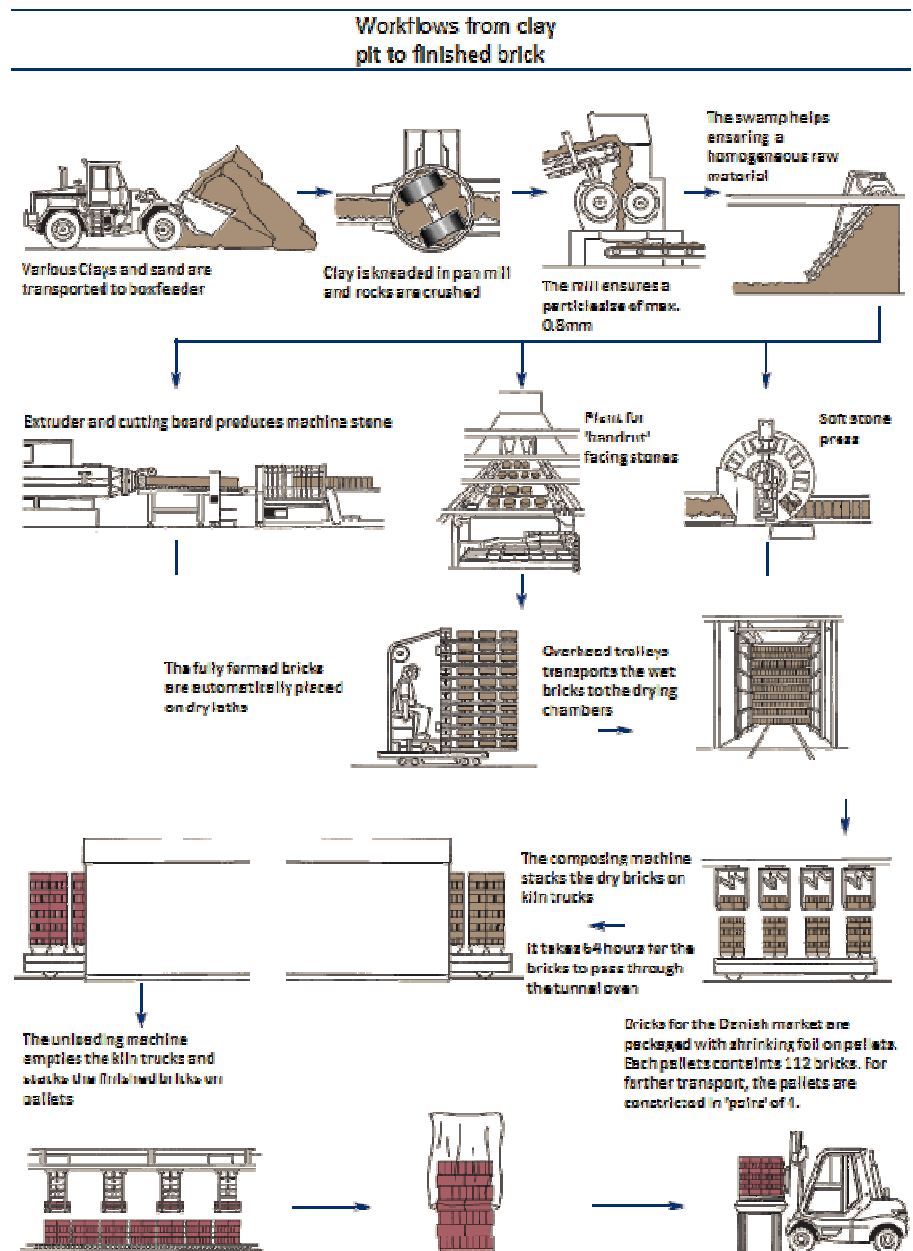 Workflows from clay
pit to finished brick
The swamp helps
ensuring a
homogeneous raw
material
Various Clays and sand are
transported to boxfeeder
Clay is kneaded in pan mill
and rocks are crushed
The mill ensures a
particlesize of max.
0.8mm
Extruder and cutting board produces machine stone
Plant for
'handcut'
facing stones
Soft stone
press
The fully formed bricks
are automatically placed
on dry laths
Overhead trolleys
transports the wet
bricks to the drying
chambers
The composing machine
stacks the dry bricks on
kiln trucks
It takes 64 hours for the
bricks to pass through
the tunnel oven
The unloading machine
empties the kiln trucks and
stacks the finished bricks on
pallets
Bricks for the Danish market are
packaged with shrinking foil on pallets.
Each pallets containts 112 bricks. For
further transport, the pallets are
constricted in 'pairs' of 4.